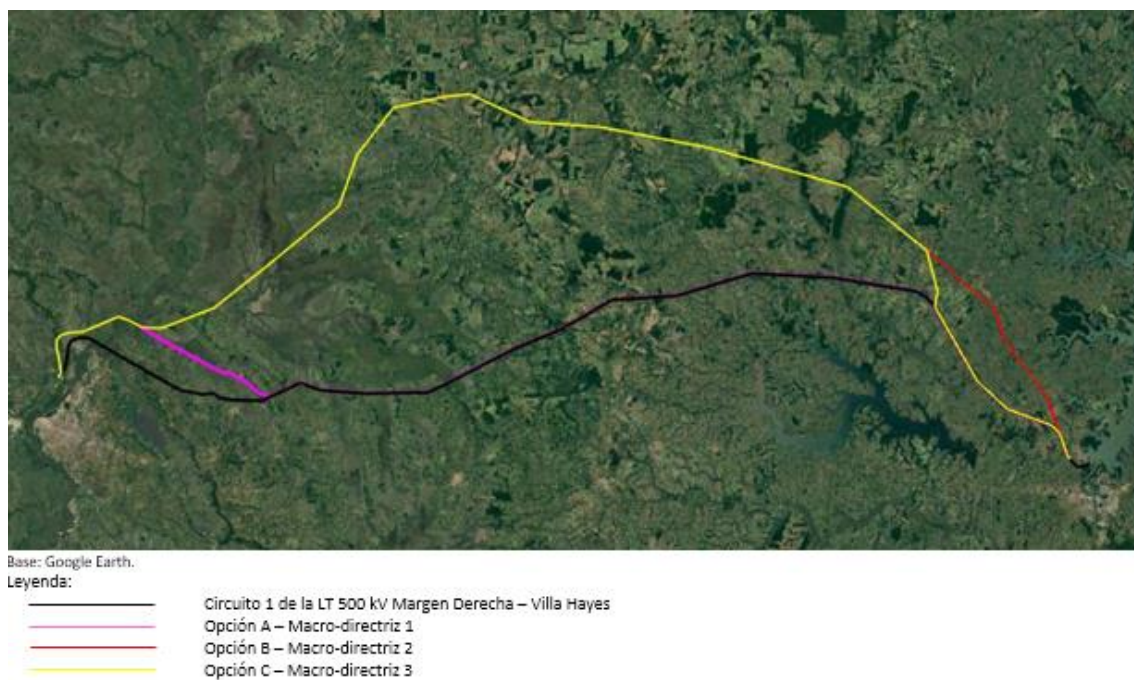 Base: Google Earth.
Leyenda:
Circuito 1 de la LT 500 kV Margen Derecha – Villa Hayes
Opción A – Macro-directriz 1
Opción B – Macro-directriz 2
Opción C – Macro-directriz 3